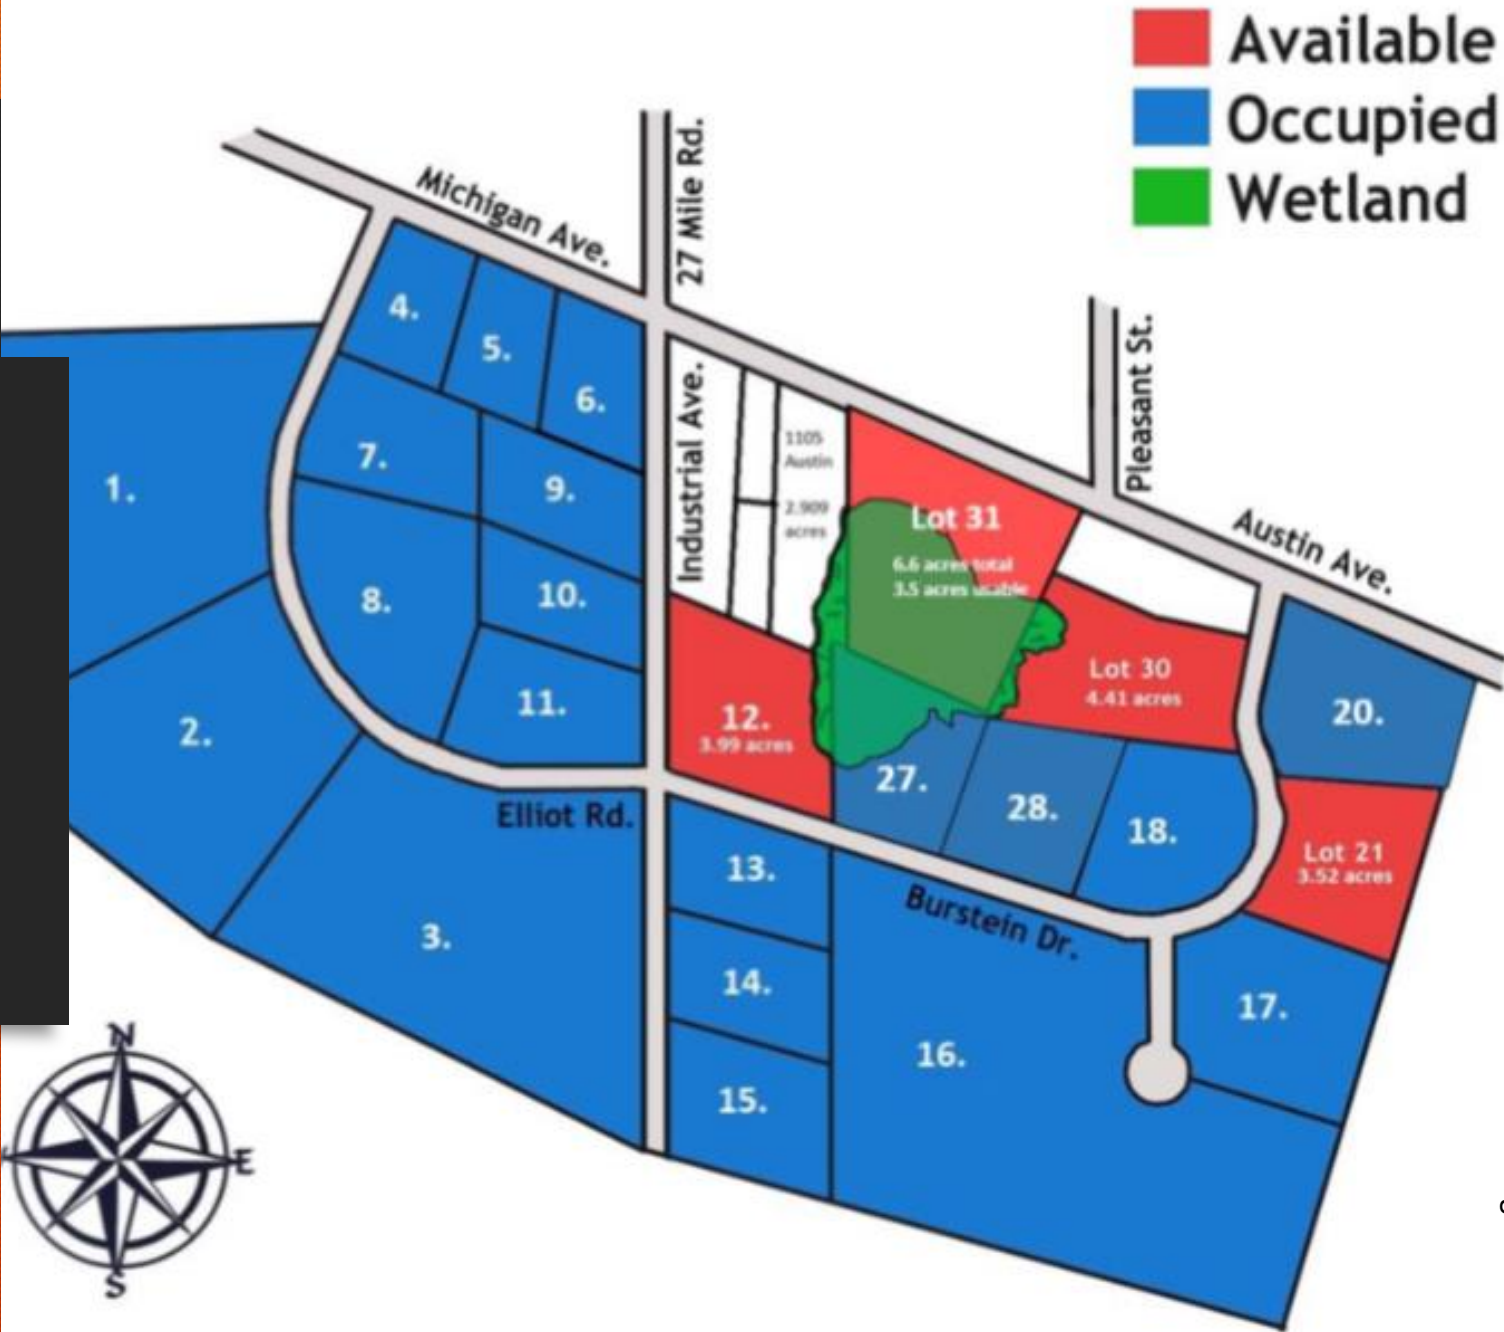 Available
Occupied
Wetland
Michigan Ave.
27 Mile Rd.
Pleasant St.
Austin Ave.
Industrial Ave.
Elliot Rd.
Burstein Dr.
1.
2.
3.
4.
5.
6.
7.
8.
9.
10.
11.
1105
Austin
2.909
acres
Lot 31
6.6 acres total
3.5 acres usable
Lot 30
4.41 acres
12.
3.99 acres
20.
27.
28.
18.
Lot 21
3.52 acres
13.
14.
15.
16.
17.
N
E
S